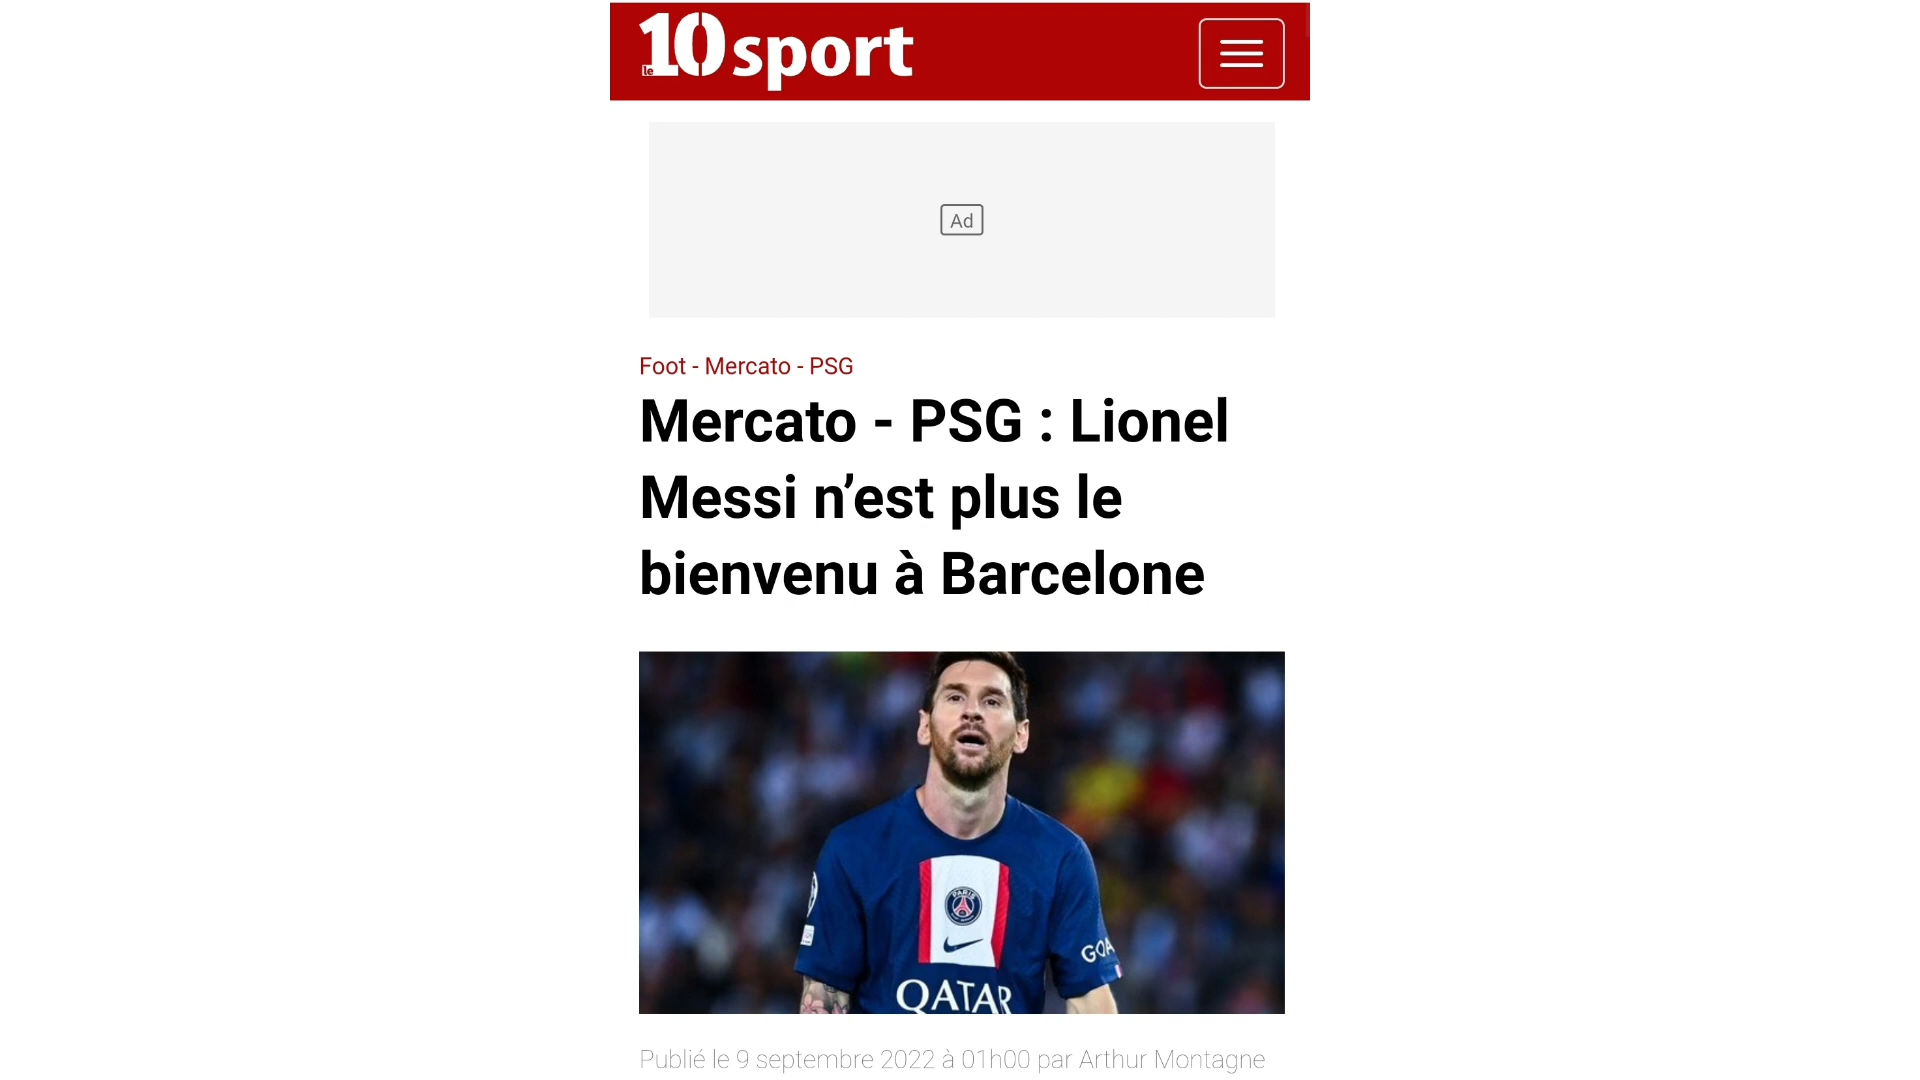 le 10 sport
Ad
Foot - Mercato - PSG
Mercato - PSG : Lionel
Messi n’est plus le
bienvenu à Barcelone
PARIS
GOA
QATAR
Publié le 9 septembre 2022 à 01h00 par Arthur Montagne